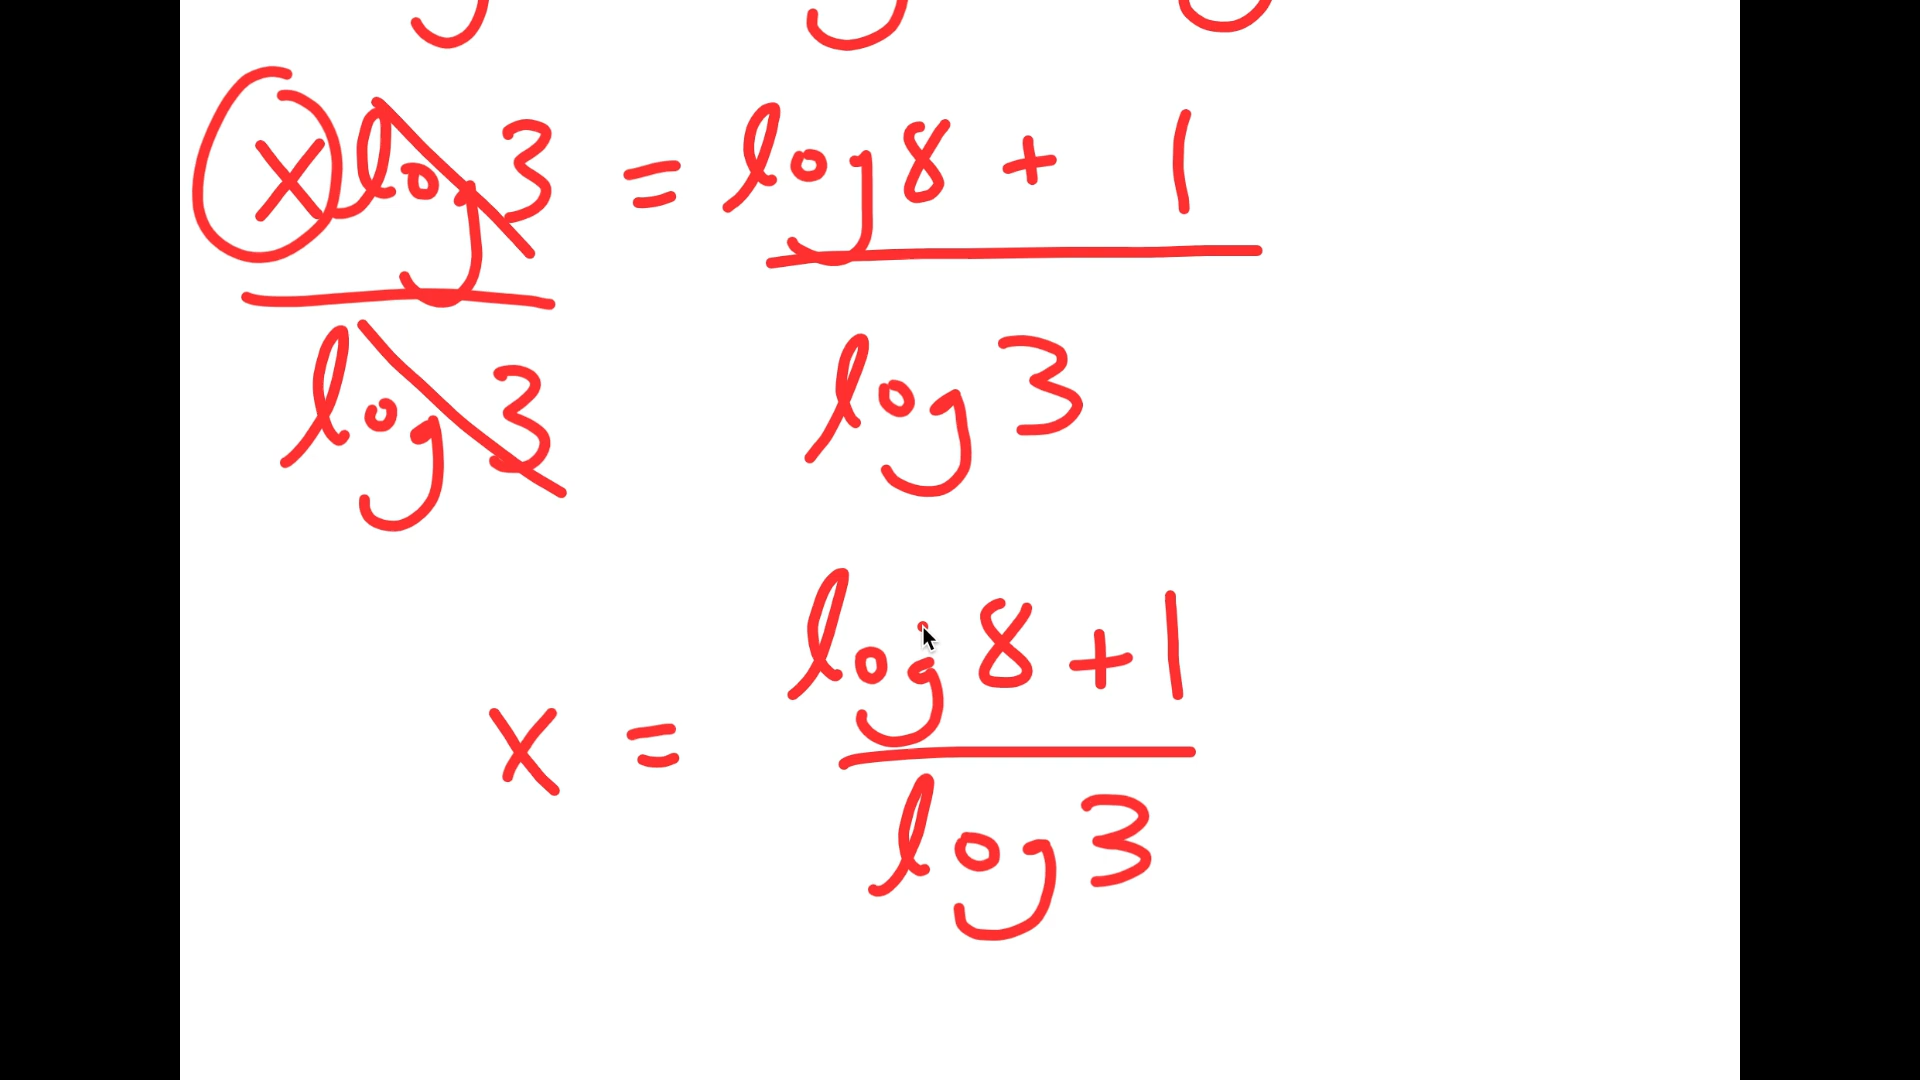 x log 3 = log 8 + 1
log 3 log 3
log 8 + 1
x =
log 3